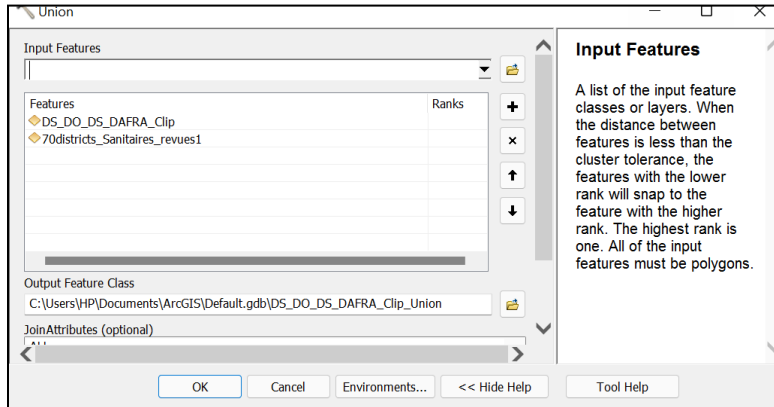 Union
Input Features
Features Ranks
DS_DO_DS_DAFRA_Clip
70districts_Sanitaires_revues1
Output Feature Class
C:\Users\HP\Documents\ArcGIS\Default.gdb\DS_DO_DS_DAFRA_Clip_Union
JoinAttributes (optional)
OK Cancel Environments... << Hide Help Tool Help
Input Features
A list of the input feature
classes or layers. When
the distance between
features is less than the
cluster tolerance, the
features with the lower
rank will snap to the
feature with the higher
rank. The highest rank is
one. All of the input
features must be polygons.